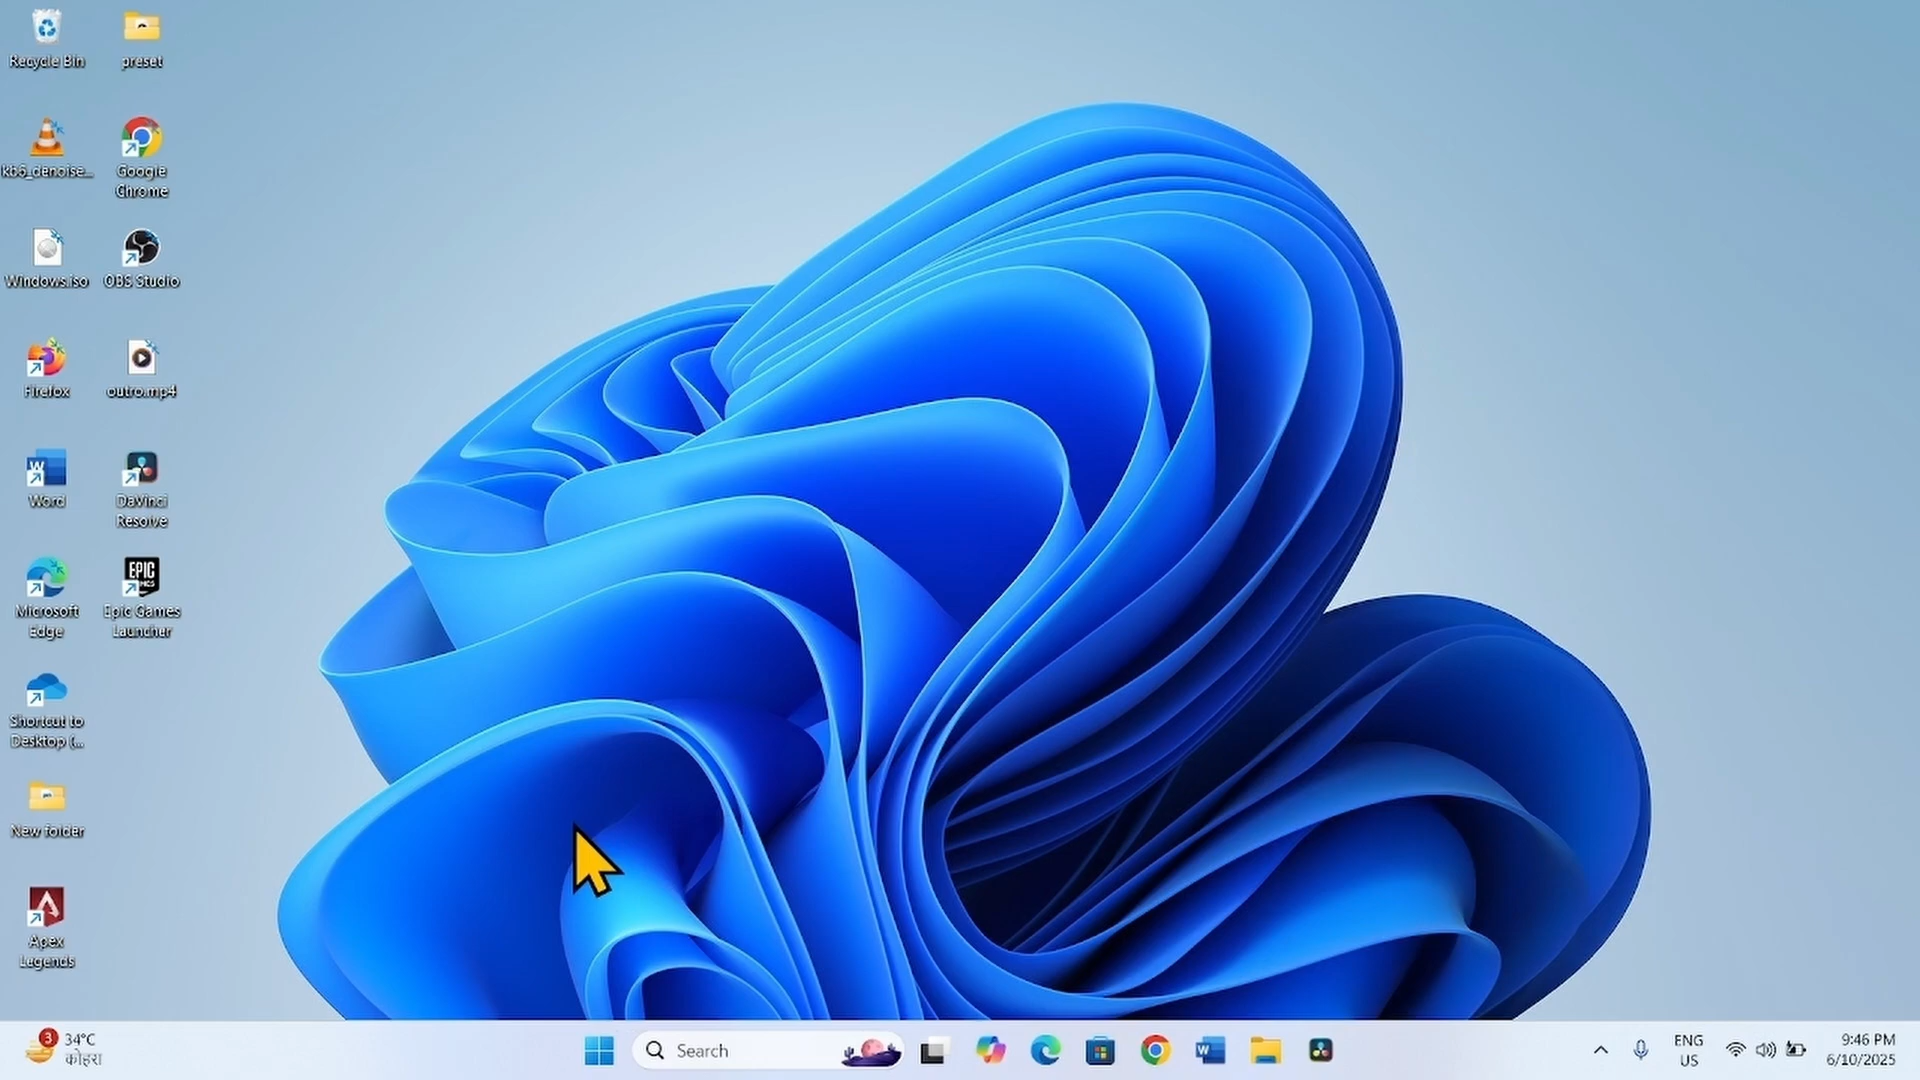 Recycle Bin
preset
kb6_denoise...
Google
Chrome
Windows.iso
OBS Studio
Firefox
outro.mp4
Word
DaVinci
Resolve
Microsoft
Edge
EPIC
Epic Games
Launcher
Shortcut to
Desktop (...
New folder
Apex
Legends
3
34°C
कोहरा
Search
ENG
US
9:46 PM
6/10/2025